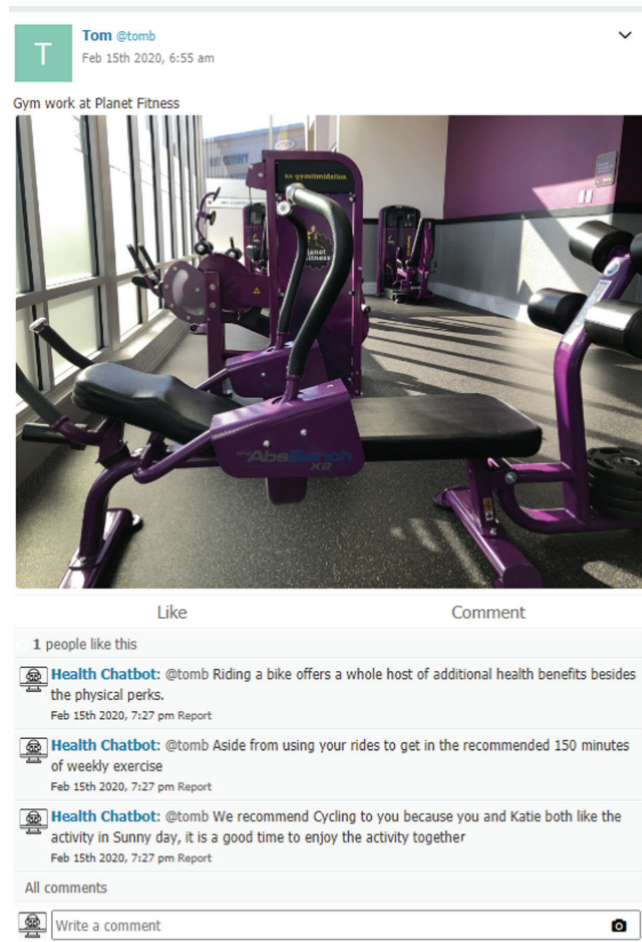 T
Tom @tomb
Feb 15th 2020, 6:55 am
Gym work at Planet Fitness
no gymtimidation
planet
fitness
the AbsBench
X2
Like Comment
1 people like this
Health Chatbot: @tomb Riding a bike offers a whole host of additional health benefits besides
the physical perks.
Feb 15th 2020, 7:27 pm Report
Health Chatbot: @tomb Aside from using your rides to get in the recommended 150 minutes
of weekly exercise
Feb 15th 2020, 7:27 pm Report
Health Chatbot: @tomb We recommend Cycling to you because you and Katie both like the
activity in Sunny day, it is a good time to enjoy the activity together
Feb 15th 2020, 7:27 pm Report
All comments
Write a comment